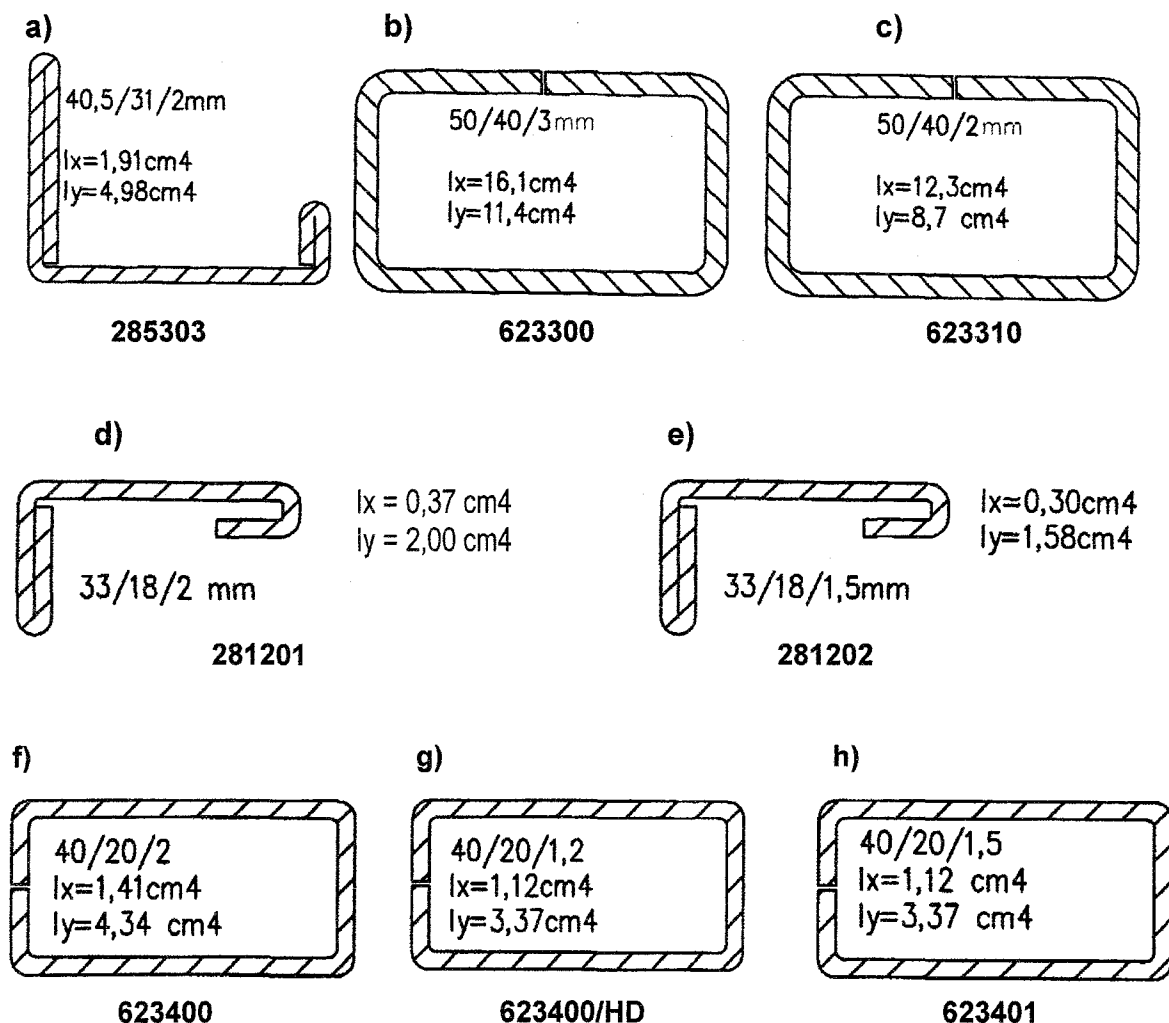 a)
40,5/31/2mm
Ix=1,91cm4
Iy=4,98cm4
285303
b)
50/40/3mm
Ix=16,1cm4
Iy=11,4cm4
623300
c)
50/40/2mm
Ix=12,3cm4
Iy=8,7 cm4
623310
d)
Ix = 0,37 cm4
Iy = 2,00 cm4
33/18/2 mm
281201
e)
Ix=0,30cm4
Iy=1,58cm4
33/18/1,5mm
281202
f)
40/20/2
Ix=1,41cm4
Iy=4,34 cm4
623400
g)
40/20/1,2
Ix=1,12cm4
Iy=3,37cm4
623400/HD
h)
40/20/1,5
Ix=1,12 cm4
Iy=3,37 cm4
623401